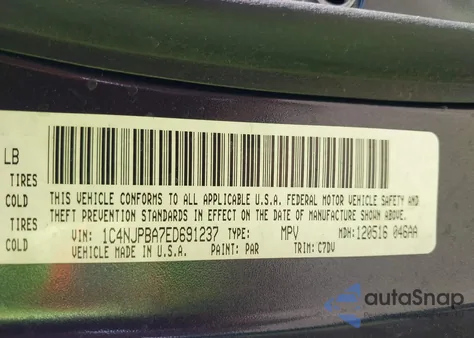 LB
TIRES
COLD THIS VEHICLE CONFORMS TO ALL APPLICABLE U.S.A. FEDERAL MOTOR VEHICLE SAFETY AND
TIRES THEFT PREVENTION STANDARDS IN EFFECT ON THE DATE OF MANUFACTURE SHOWN ABOVE.
VIN: 1C4NJPBA7ED691237 TYPE: MPV MDH: 120516 046AA
COLD VEHICLE MADE IN U.S.A. PAINT: PAR TRIM: C7DV
autoSnap